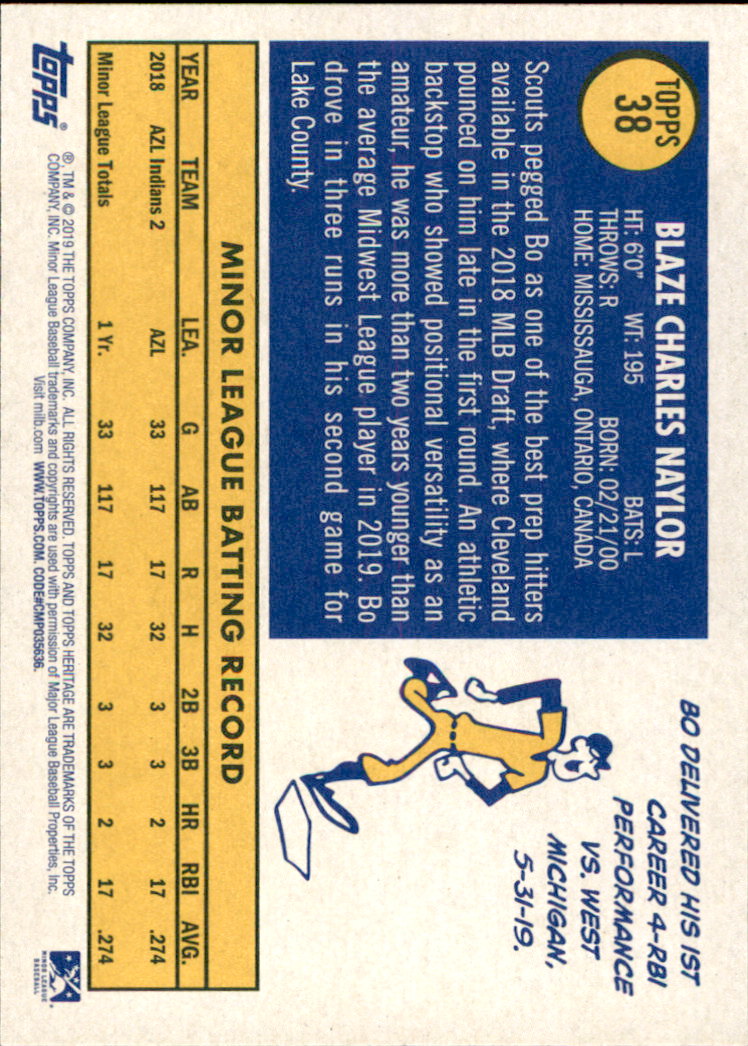 TOPPS
38
BLAZE CHARLES NAYLOR
HT: 6'0" WT: 195 BATS: L
THROWS: R BORN: 02/21/00
HOME: MISSISSAUGA, ONTARIO, CANADA
Scouts pegged Bo as one of the best prep hitters
available in the 2018 MLB Draft, where Cleveland
pounced on him late in the first round. An athletic
backstop who showed positional versatility as an
amateur, he was more than two years younger than
the average Midwest League player in 2019. Bo
drove in three runs in his second game for
Lake County.
BO DELIVERED HIS 1ST
CAREER 4-RBI
PERFORMANCE
VS. WEST
MICHIGAN,
5-31-19.
MINOR LEAGUE BATTING RECORD
YEAR TEAM LEA. G AB R H 2B 3B HR RBI AVG.
2018 AZL Indians 2 AZL 33 117 17 32 3 3 2 17 .274
Minor League Totals 1 Yr. 33 117 17 32 3 3 2 17 .274
topps®
®, TM & © 2019 THE TOPPS COMPANY, INC. ALL RIGHTS RESERVED. TOPPS AND TOPPS HERITAGE ARE TRADEMARKS OF THE TOPPS
COMPANY, INC. Minor League Baseball trademarks and copyrights are used with permission of Major League Baseball Properties, Inc.
Visit milb.com WWW.TOPPS.COM. CODE#CMP035636.
MINOR LEAGUE
BASEBALL